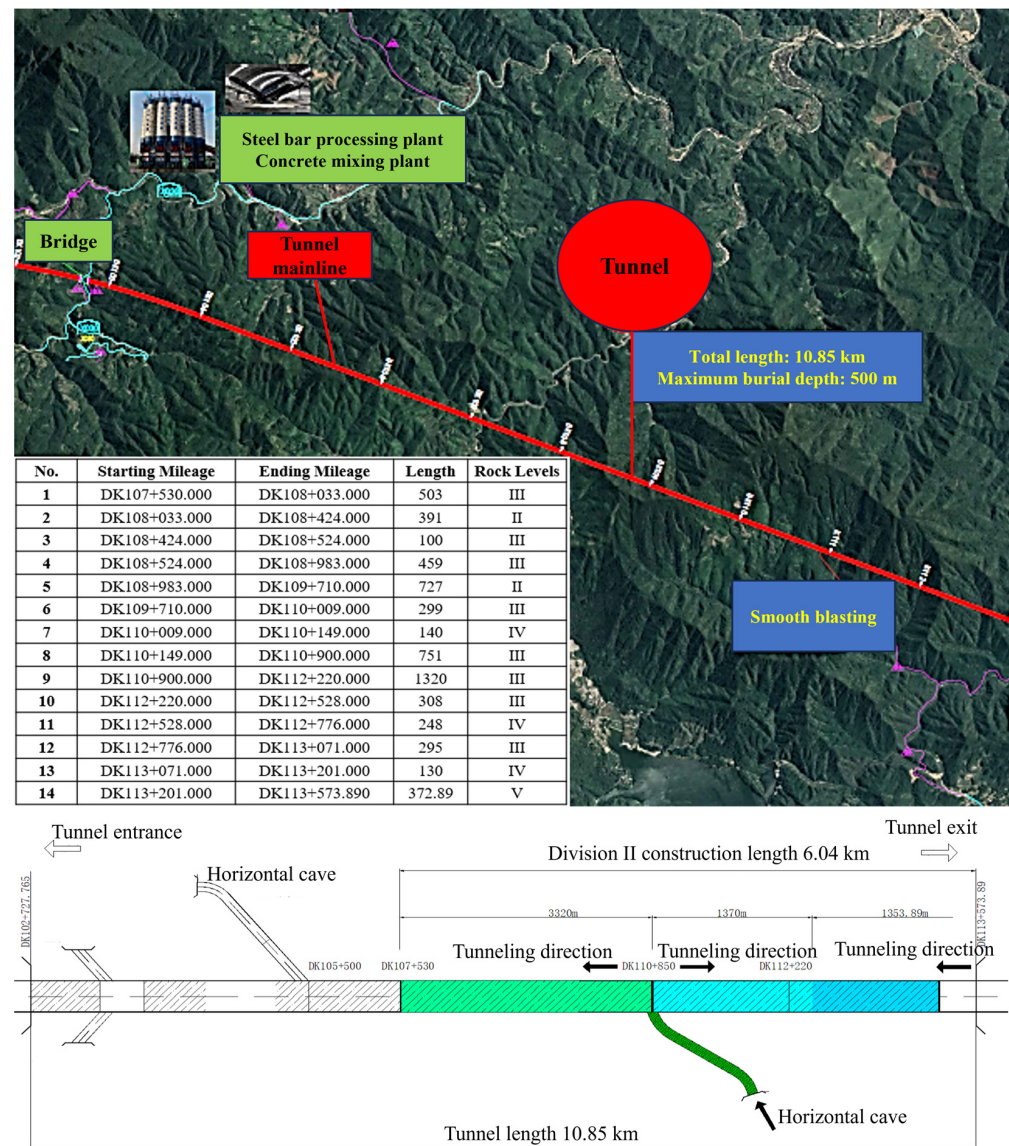 Steel bar processing plant
Concrete mixing plant
Bridge
Tunnel
mainline
Tunnel
Total length: 10.85 km
Maximum burial depth: 500 m
Smooth blasting
No. Starting Mileage Ending Mileage Length Rock Levels
1 DK107+530.000 DK108+033.000 503 III
2 DK108+033.000 DK108+424.000 391 II
3 DK108+424.000 DK108+524.000 100 III
4 DK108+524.000 DK108+983.000 459 III
5 DK108+983.000 DK109+710.000 727 II
6 DK109+710.000 DK110+009.000 299 III
7 DK110+009.000 DK110+149.000 140 IV
8 DK110+149.000 DK110+900.000 751 III
9 DK110+900.000 DK112+220.000 1320 III
10 DK112+220.000 DK112+528.000 308 III
11 DK112+528.000 DK112+776.000 248 IV
12 DK112+776.000 DK113+071.000 295 III
13 DK113+071.000 DK113+201.000 130 IV
14 DK113+201.000 DK113+573.890 372.89 V
Tunnel entrance
Tunnel exit
Division II construction length 6.04 km
Horizontal cave
DK102+727.765
DK113+573.89
3320m 1370m 1353.89m
Tunneling direction Tunneling direction Tunneling direction
DK105+500 DK107+530 DK110+850 DK112+220
Horizontal cave
Tunnel length 10.85 km